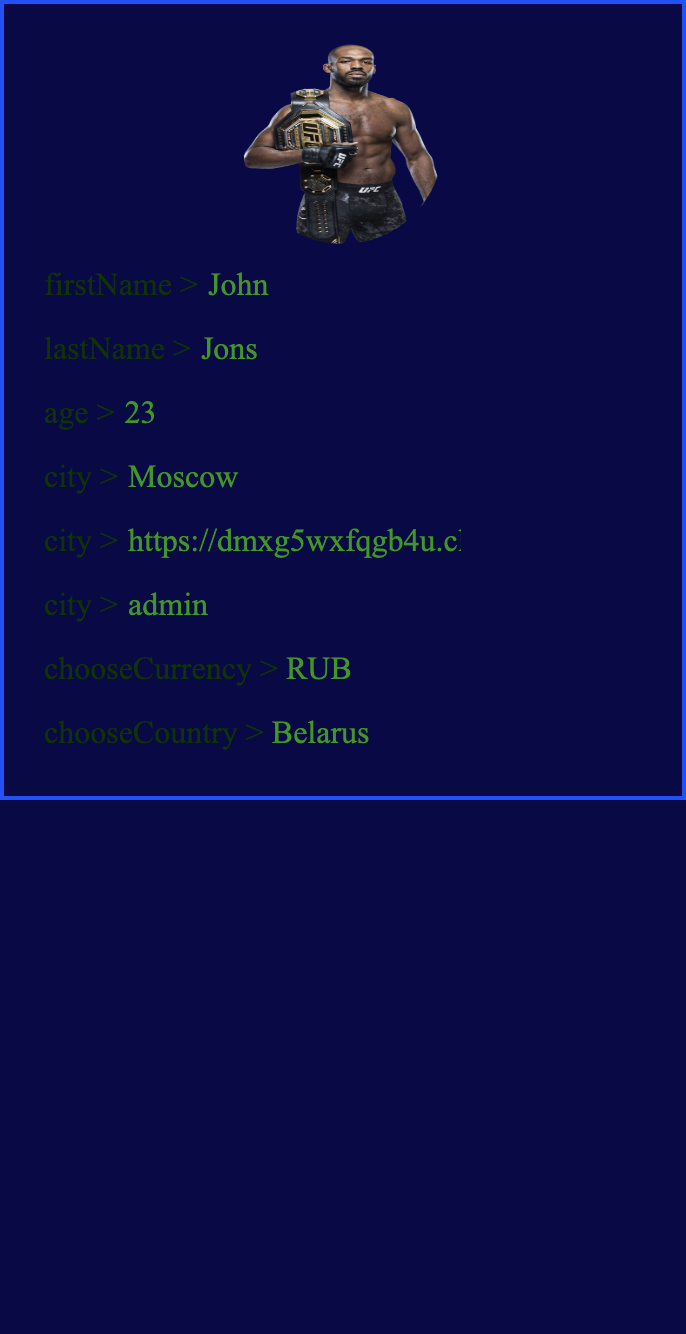 UFC
UFC
UFC
firstName > John
lastName > Jons
age > 23
city > Moscow
city > https://dmxg5wxfqgb4u.c
city > admin
chooseCurrency > RUB
chooseCountry > Belarus